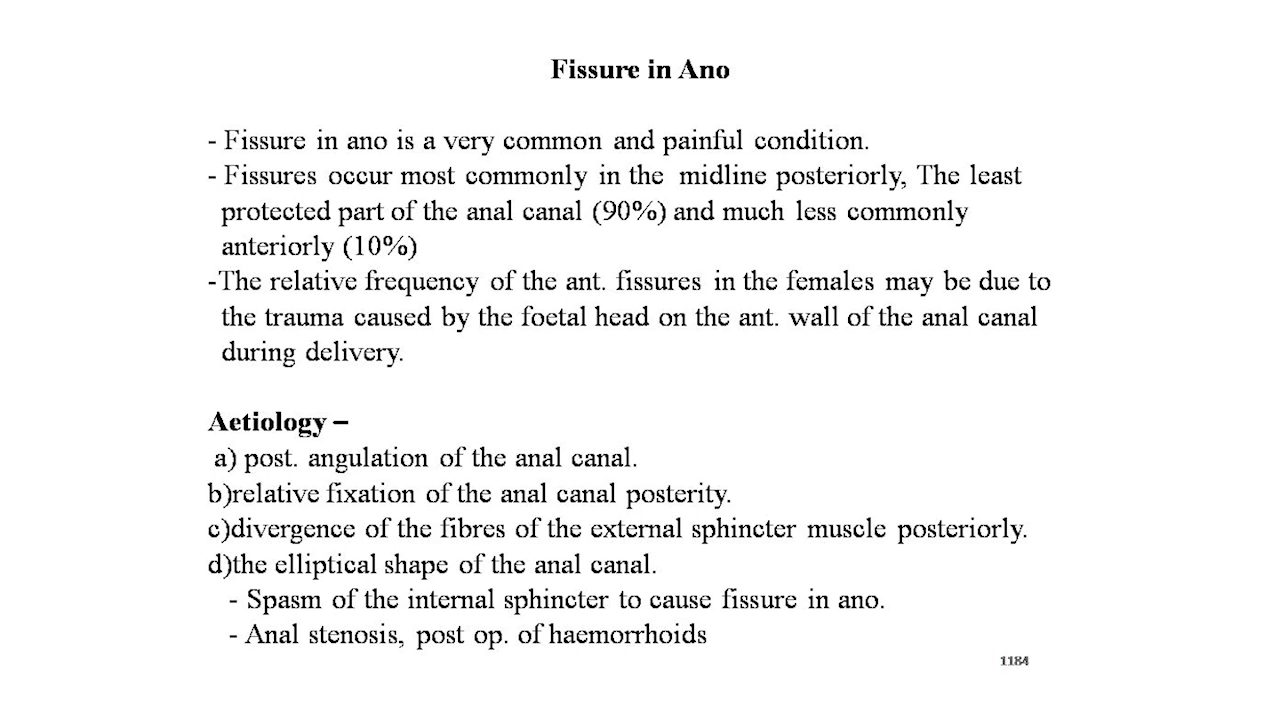 Fissure in Ano
- Fissure in ano is a very common and painful condition.
- Fissures occur most commonly in the midline posteriorly, The least
protected part of the anal canal (90%) and much less commonly
anteriorly (10%)
-The relative frequency of the ant. fissures in the females may be due to
the trauma caused by the foetal head on the ant. wall of the anal canal
during delivery.
Aetiology –
a) post. angulation of the anal canal.
b)relative fixation of the anal canal posterity.
c)divergence of the fibres of the external sphincter muscle posteriorly.
d)the elliptical shape of the anal canal.
- Spasm of the internal sphincter to cause fissure in ano.
- Anal stenosis, post op. of haemorrhoids
1184